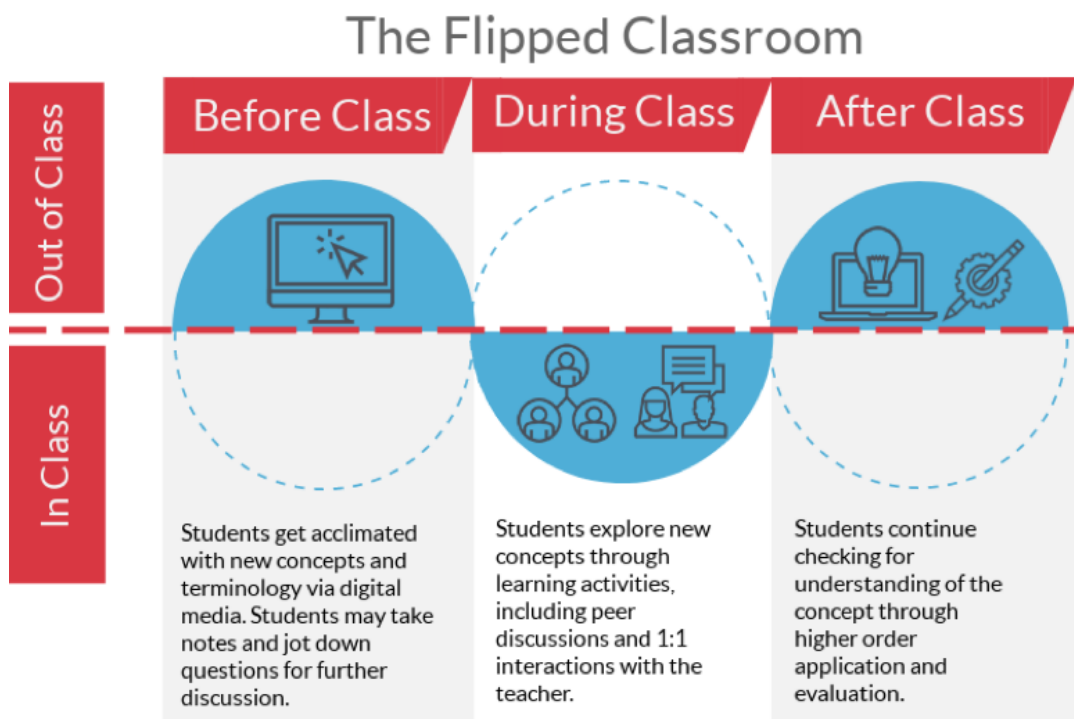 The Flipped Classroom
Before Class
During Class
After Class
Out of Class
In Class
Students get acclimated
with new concepts and
terminology via digital
media. Students may take
notes and jot down
questions for further
discussion.
Students explore new
concepts through
learning activities,
including peer
discussions and 1:1
interactions with the
teacher.
Students continue
checking for
understanding of the
concept through
higher order
application and
evaluation.